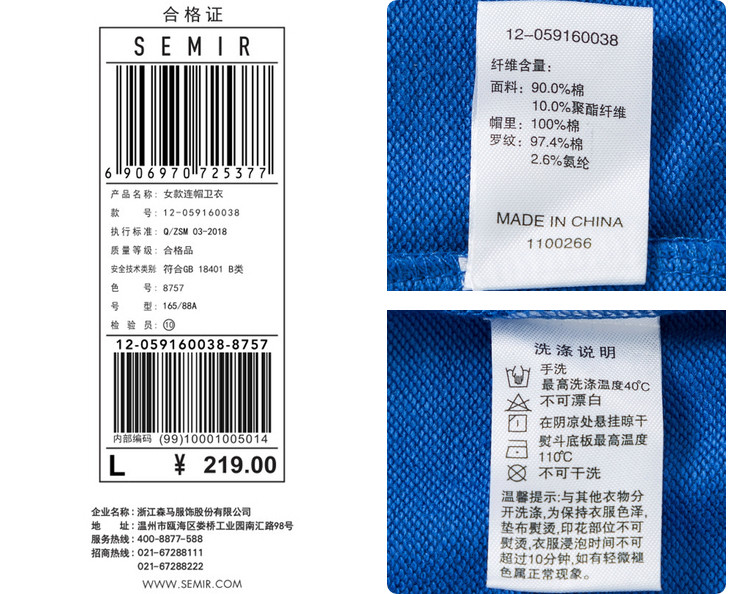 合格证
SEMIR
6 906970 725377
产品名称: 女款连帽卫衣
款 号: 12-059160038
执行标准: Q/ZSM 03-2018
质量等级: 合格品
安全技术类别 符合GB 18401 B类
色 号: 8757
号 型: 165/88A
检 验 员: ⑩
12-059160038-8757
内部编码 (99)10001005014
L ¥ 219.00
企业名称: 浙江森马服饰股份有限公司
地 址: 温州市瓯海区娄桥工业园南汇路98号
服务热线: 400-8877-588
招商热线: 021-67288111
021-67288222
WWW.SEMIR.COM
12-059160038
纤维含量:
面料: 90.0%棉
10.0%聚酯纤维
帽里: 100%棉
罗纹: 97.4%棉
2.6%氨纶
MADE IN CHINA
1100266
洗涤说明
手洗
最高洗涤温度40℃
不可漂白
在阴凉处悬挂晾干
熨斗底板最高温度
110℃
不可干洗
温馨提示:与其他衣物分
开洗涤,为保持衣服色泽,
垫布熨烫,印花部位不可
熨烫,衣服浸泡时间不可
超过10分钟,如有轻微褪
色属正常现象。